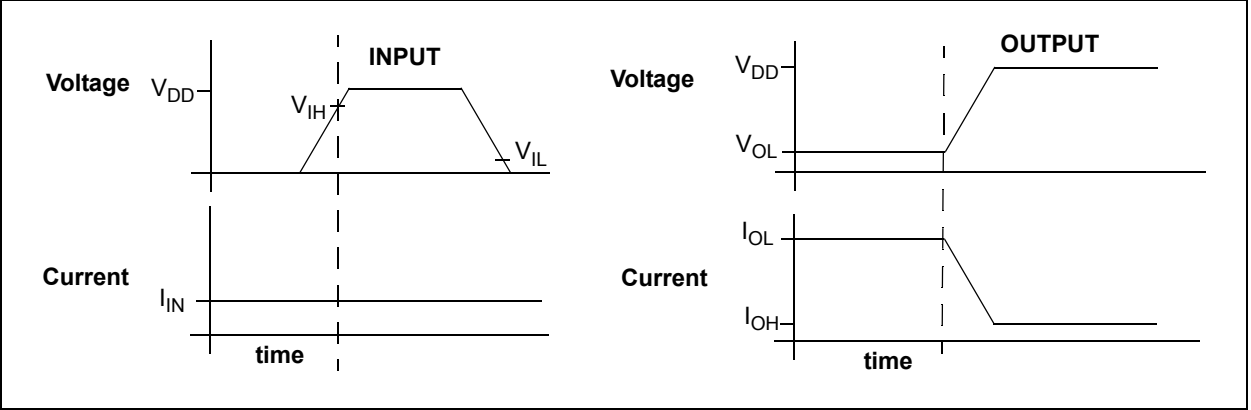 INPUT
Voltage
VDD
VIH
VIL
Current
IIN
time
OUTPUT
Voltage
VDD
VOL
IOL
Current
IOH
time